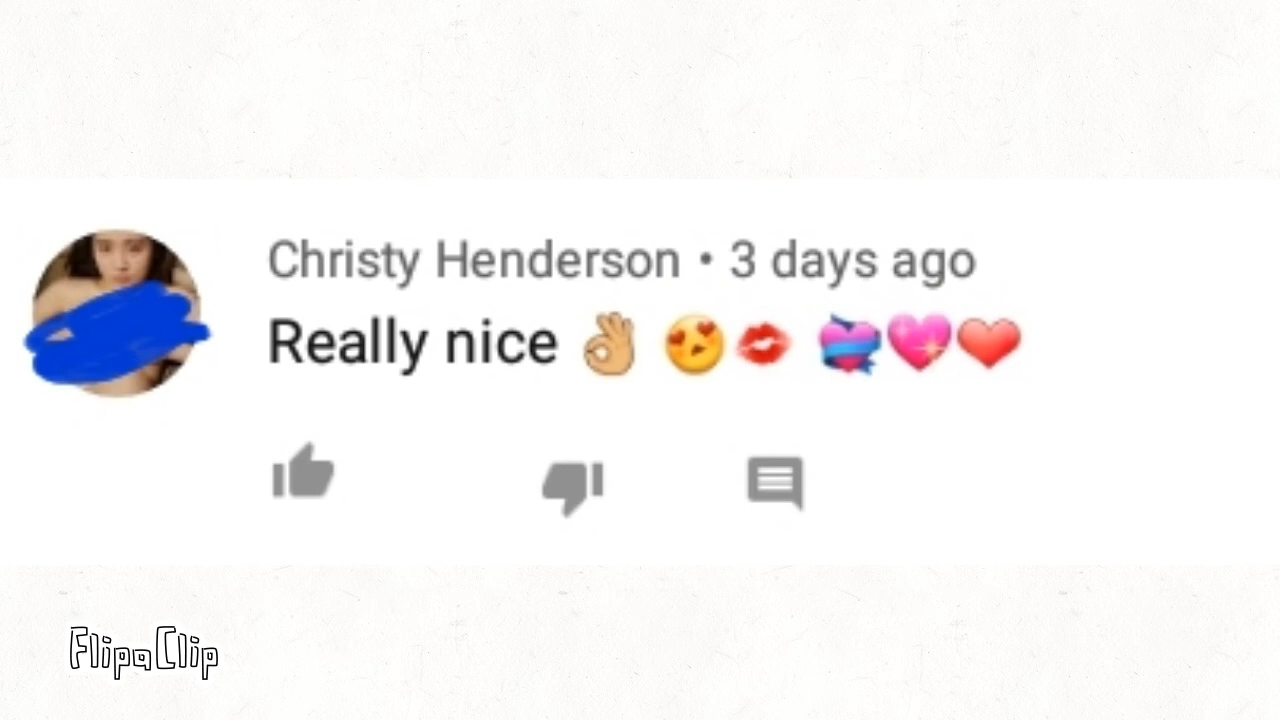 Christy Henderson • 3 days ago
Really nice 👌🏼 😍💋 💝💖❤️
FlipaClip